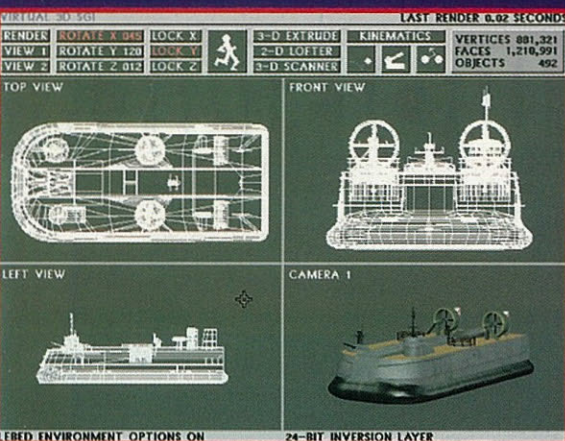 VIRTUAL 3D SGI
LAST RENDER 0.02 SECONDS
RENDER ROTATE X 045 LOCK X
VIEW 1 ROTATE Y 120 LOCK Y
VIEW 2 ROTATE Z 012 LOCK Z
3-D EXTRUDE
2-D LOFTER
3-D SCANNER
KINEMATICS
VERTICES 881,321
FACES 1,210,991
OBJECTS 492
TOP VIEW
FRONT VIEW
LEFT VIEW
CAMERA 1
LEBED ENVIRONMENT OPTIONS ON
24-BIT INVERSION LAYER